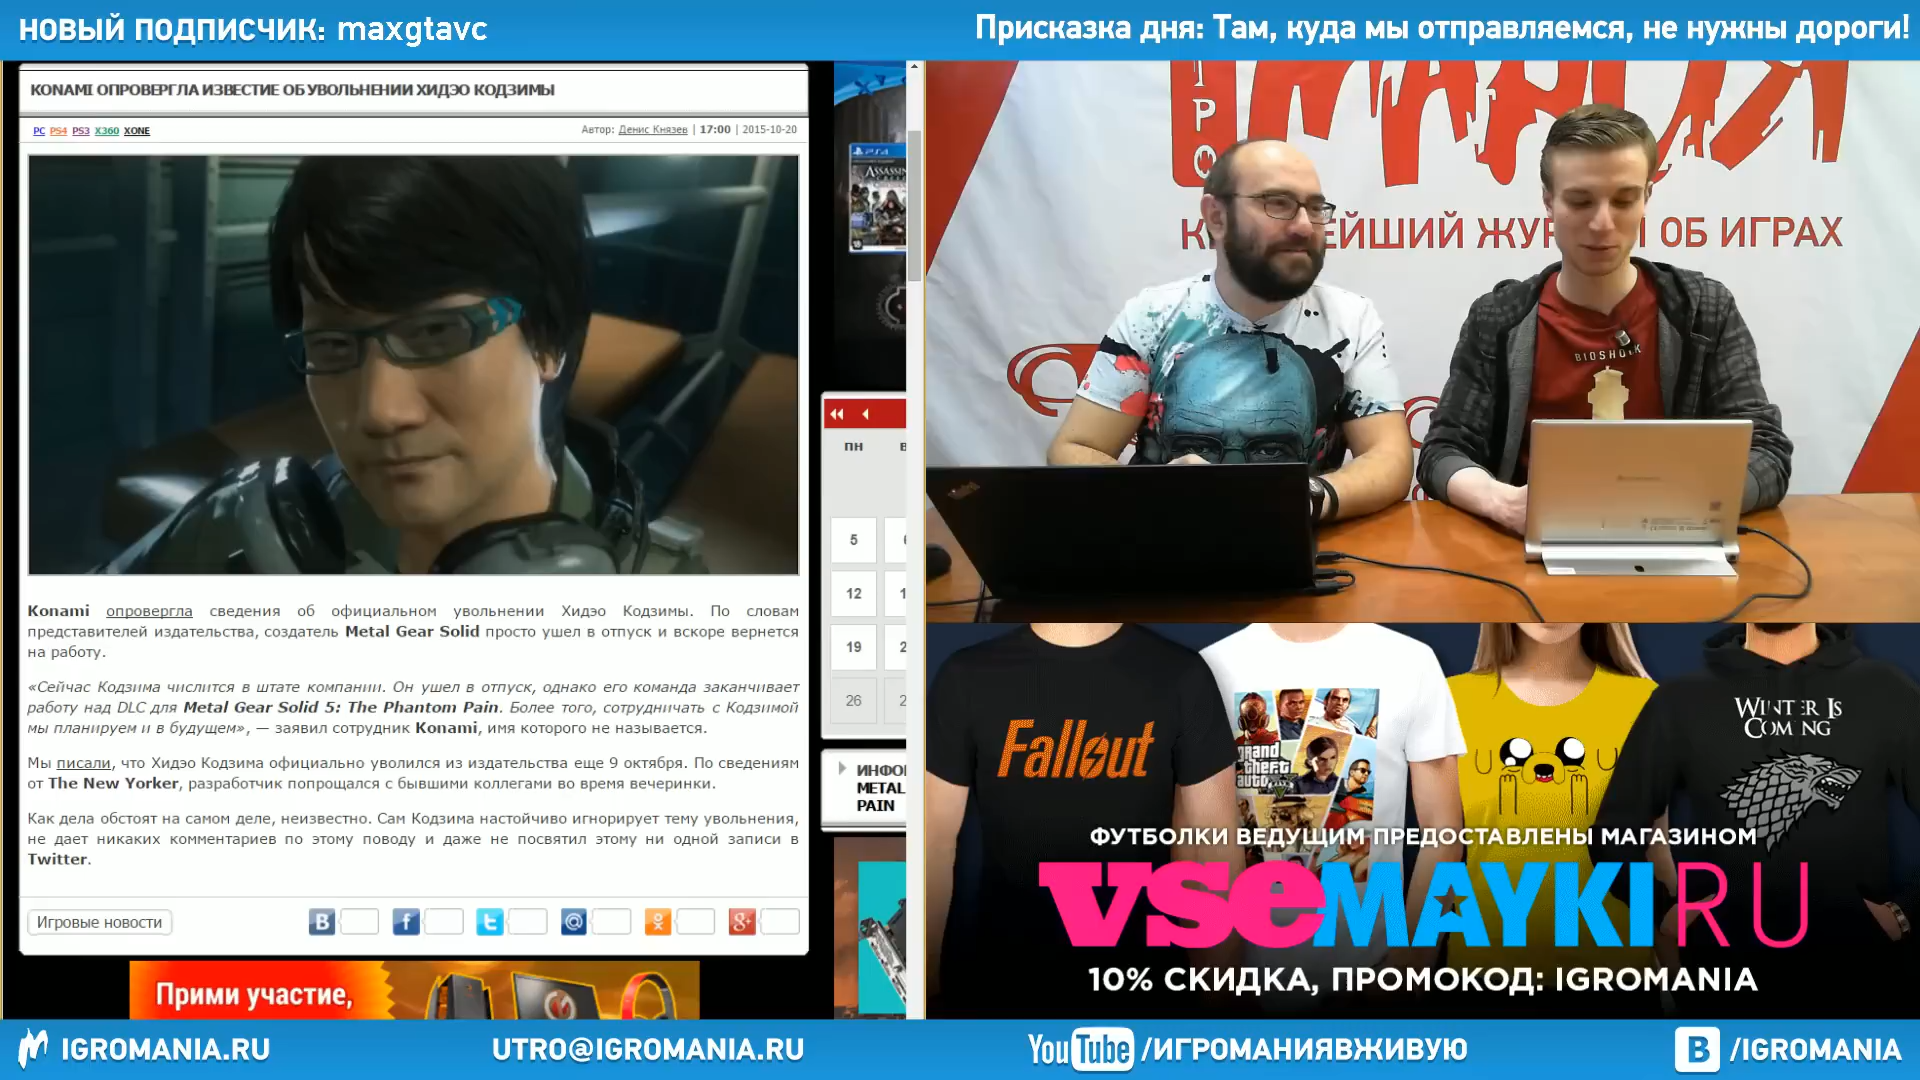 НОВЫЙ ПОДПИСЧИК: maxgtavc
Присказка дня: Там, куда мы отправляемся, не нужны дороги!
KONAMI ОПРОВЕРГЛА ИЗВЕСТИЕ ОБ УВОЛЬНЕНИИ ХИДЭО КОДЗИМЫ
PC PS4 PS3 X360 XONE
Автор: Денис Князев | 17:00 | 2015-10-20
Konami опровергла сведения об официальном увольнении Хидэо Кодзимы. По словам
представителей издательства, создатель Metal Gear Solid просто ушел в отпуск и вскоре вернется
на работу.
«Сейчас Кодзима числится в штате компании. Он ушел в отпуск, однако его команда заканчивает
работу над DLC для Metal Gear Solid 5: The Phantom Pain. Более того, сотрудничать с Кодзимой
мы планируем и в будущем», — заявил сотрудник Konami, имя которого не называется.
Мы писали, что Хидэо Кодзима официально уволился из издательства еще 9 октября. По сведениям
от The New Yorker, разработчик попрощался с бывшими коллегами во время вечеринки.
Как дела обстоят на самом деле, неизвестно. Сам Кодзима настойчиво игнорирует тему увольнения,
не дает никаких комментариев по этому поводу и даже не посвятил этому ни одной записи в
Twitter.
Игровые новости
Прими участие,
PS4
ПН
5
12
19
26
METAL
PAIN
ЖУР
ОБ ИГРАХ
BIOSHOCK
Fallout
grand
theft
auto
WINTER IS
COMING
ФУТБОЛКИ ВЕДУЩИМ ПРЕДОСТАВЛЕНЫ МАГАЗИНОМ
VSEMAYKI RU
10% СКИДКА, ПРОМОКОД: IGROMANIA
IGROMANIA.RU
UTRO@IGROMANIA.RU
YouTube /ИГРОМАНИЯВЖИВУЮ
B /IGROMANIA